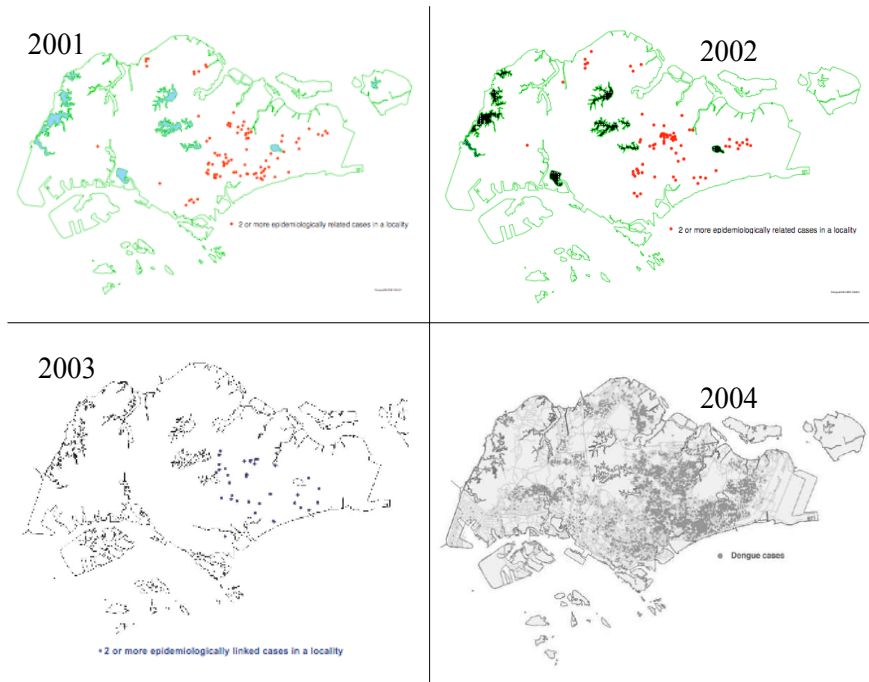 2001
2 or more epidemiologically related cases in a locality
2002
2 or more epidemiologically related cases in a locality
2003
2 or more epidemiologically linked cases in a locality
2004
Dengue cases